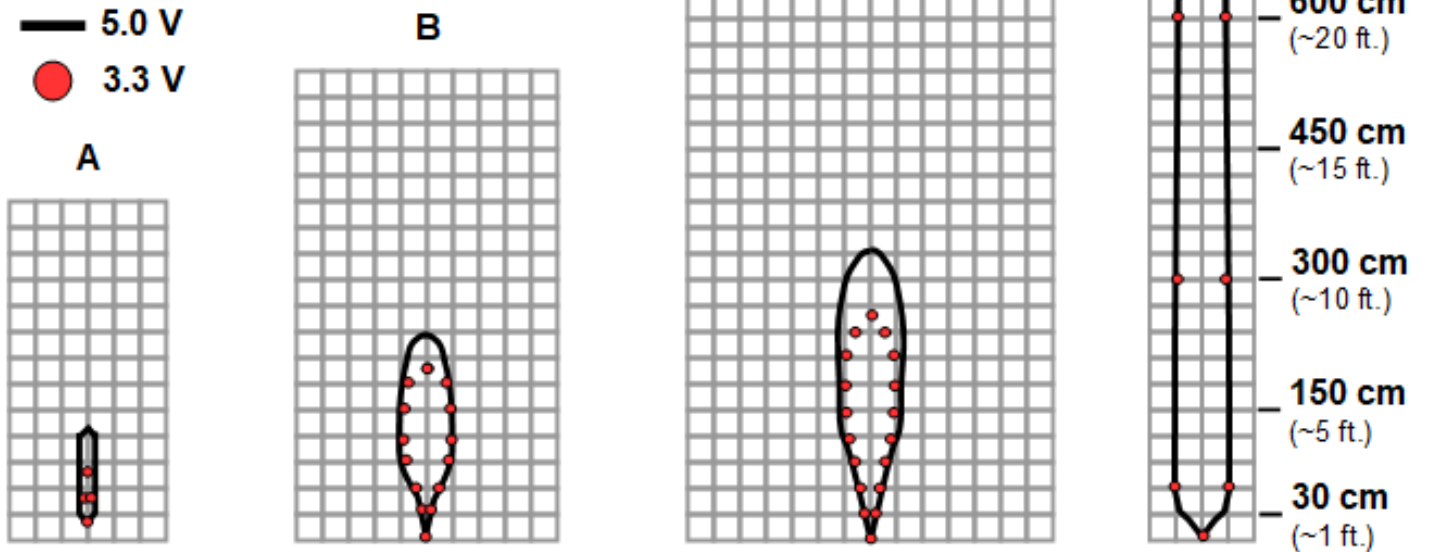 5.0 V
3.3 V
A
B
600 cm
(~20 ft.)
450 cm
(~15 ft.)
300 cm
(~10 ft.)
150 cm
(~5 ft.)
30 cm
(~1 ft.)